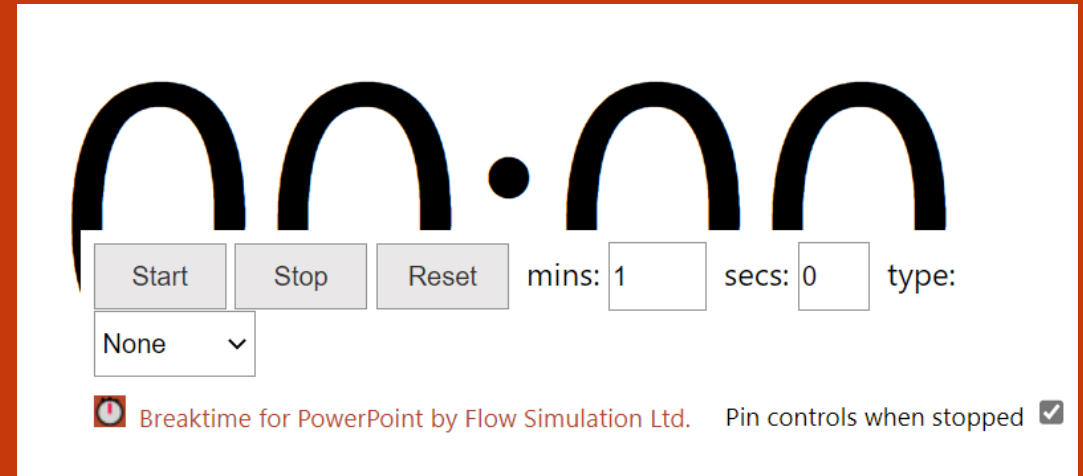 00:00
Start Stop Reset mins: 1 secs: 0 type:
None
Breaktime for PowerPoint by Flow Simulation Ltd. Pin controls when stopped